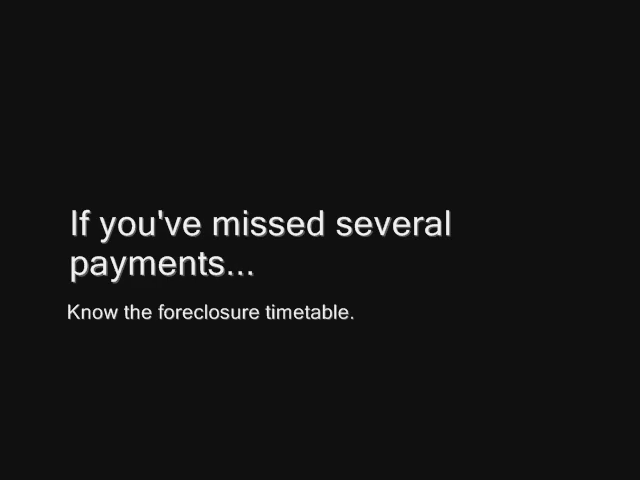 If you've missed several
payments...
Know the foreclosure timetable.